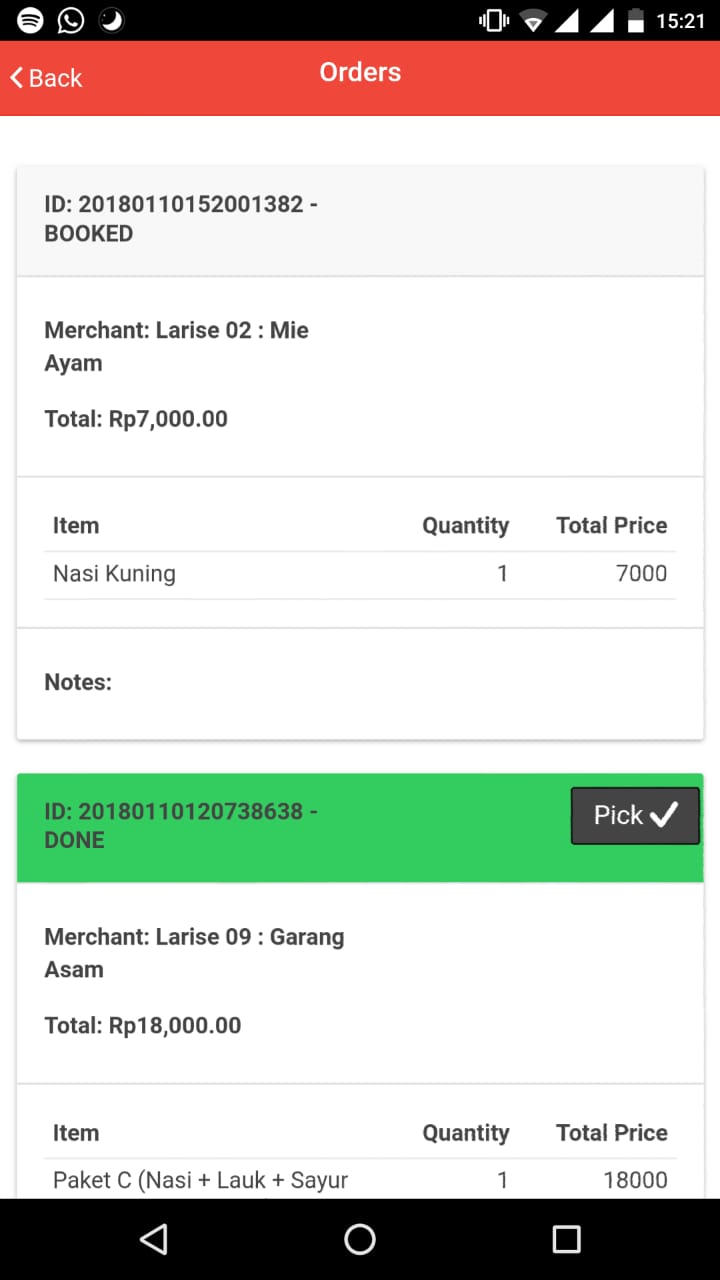 15:21
Back
Orders
ID: 20180110152001382 -
BOOKED
Merchant: Larise 02 : Mie
Ayam
Total: Rp7,000.00
Item Quantity Total Price
Nasi Kuning 1 7000
Notes:
ID: 20180110120738638 -
DONE
Pick
Merchant: Larise 09 : Garang
Asam
Total: Rp18,000.00
Item Quantity Total Price
Paket C (Nasi + Lauk + Sayur 1 18000